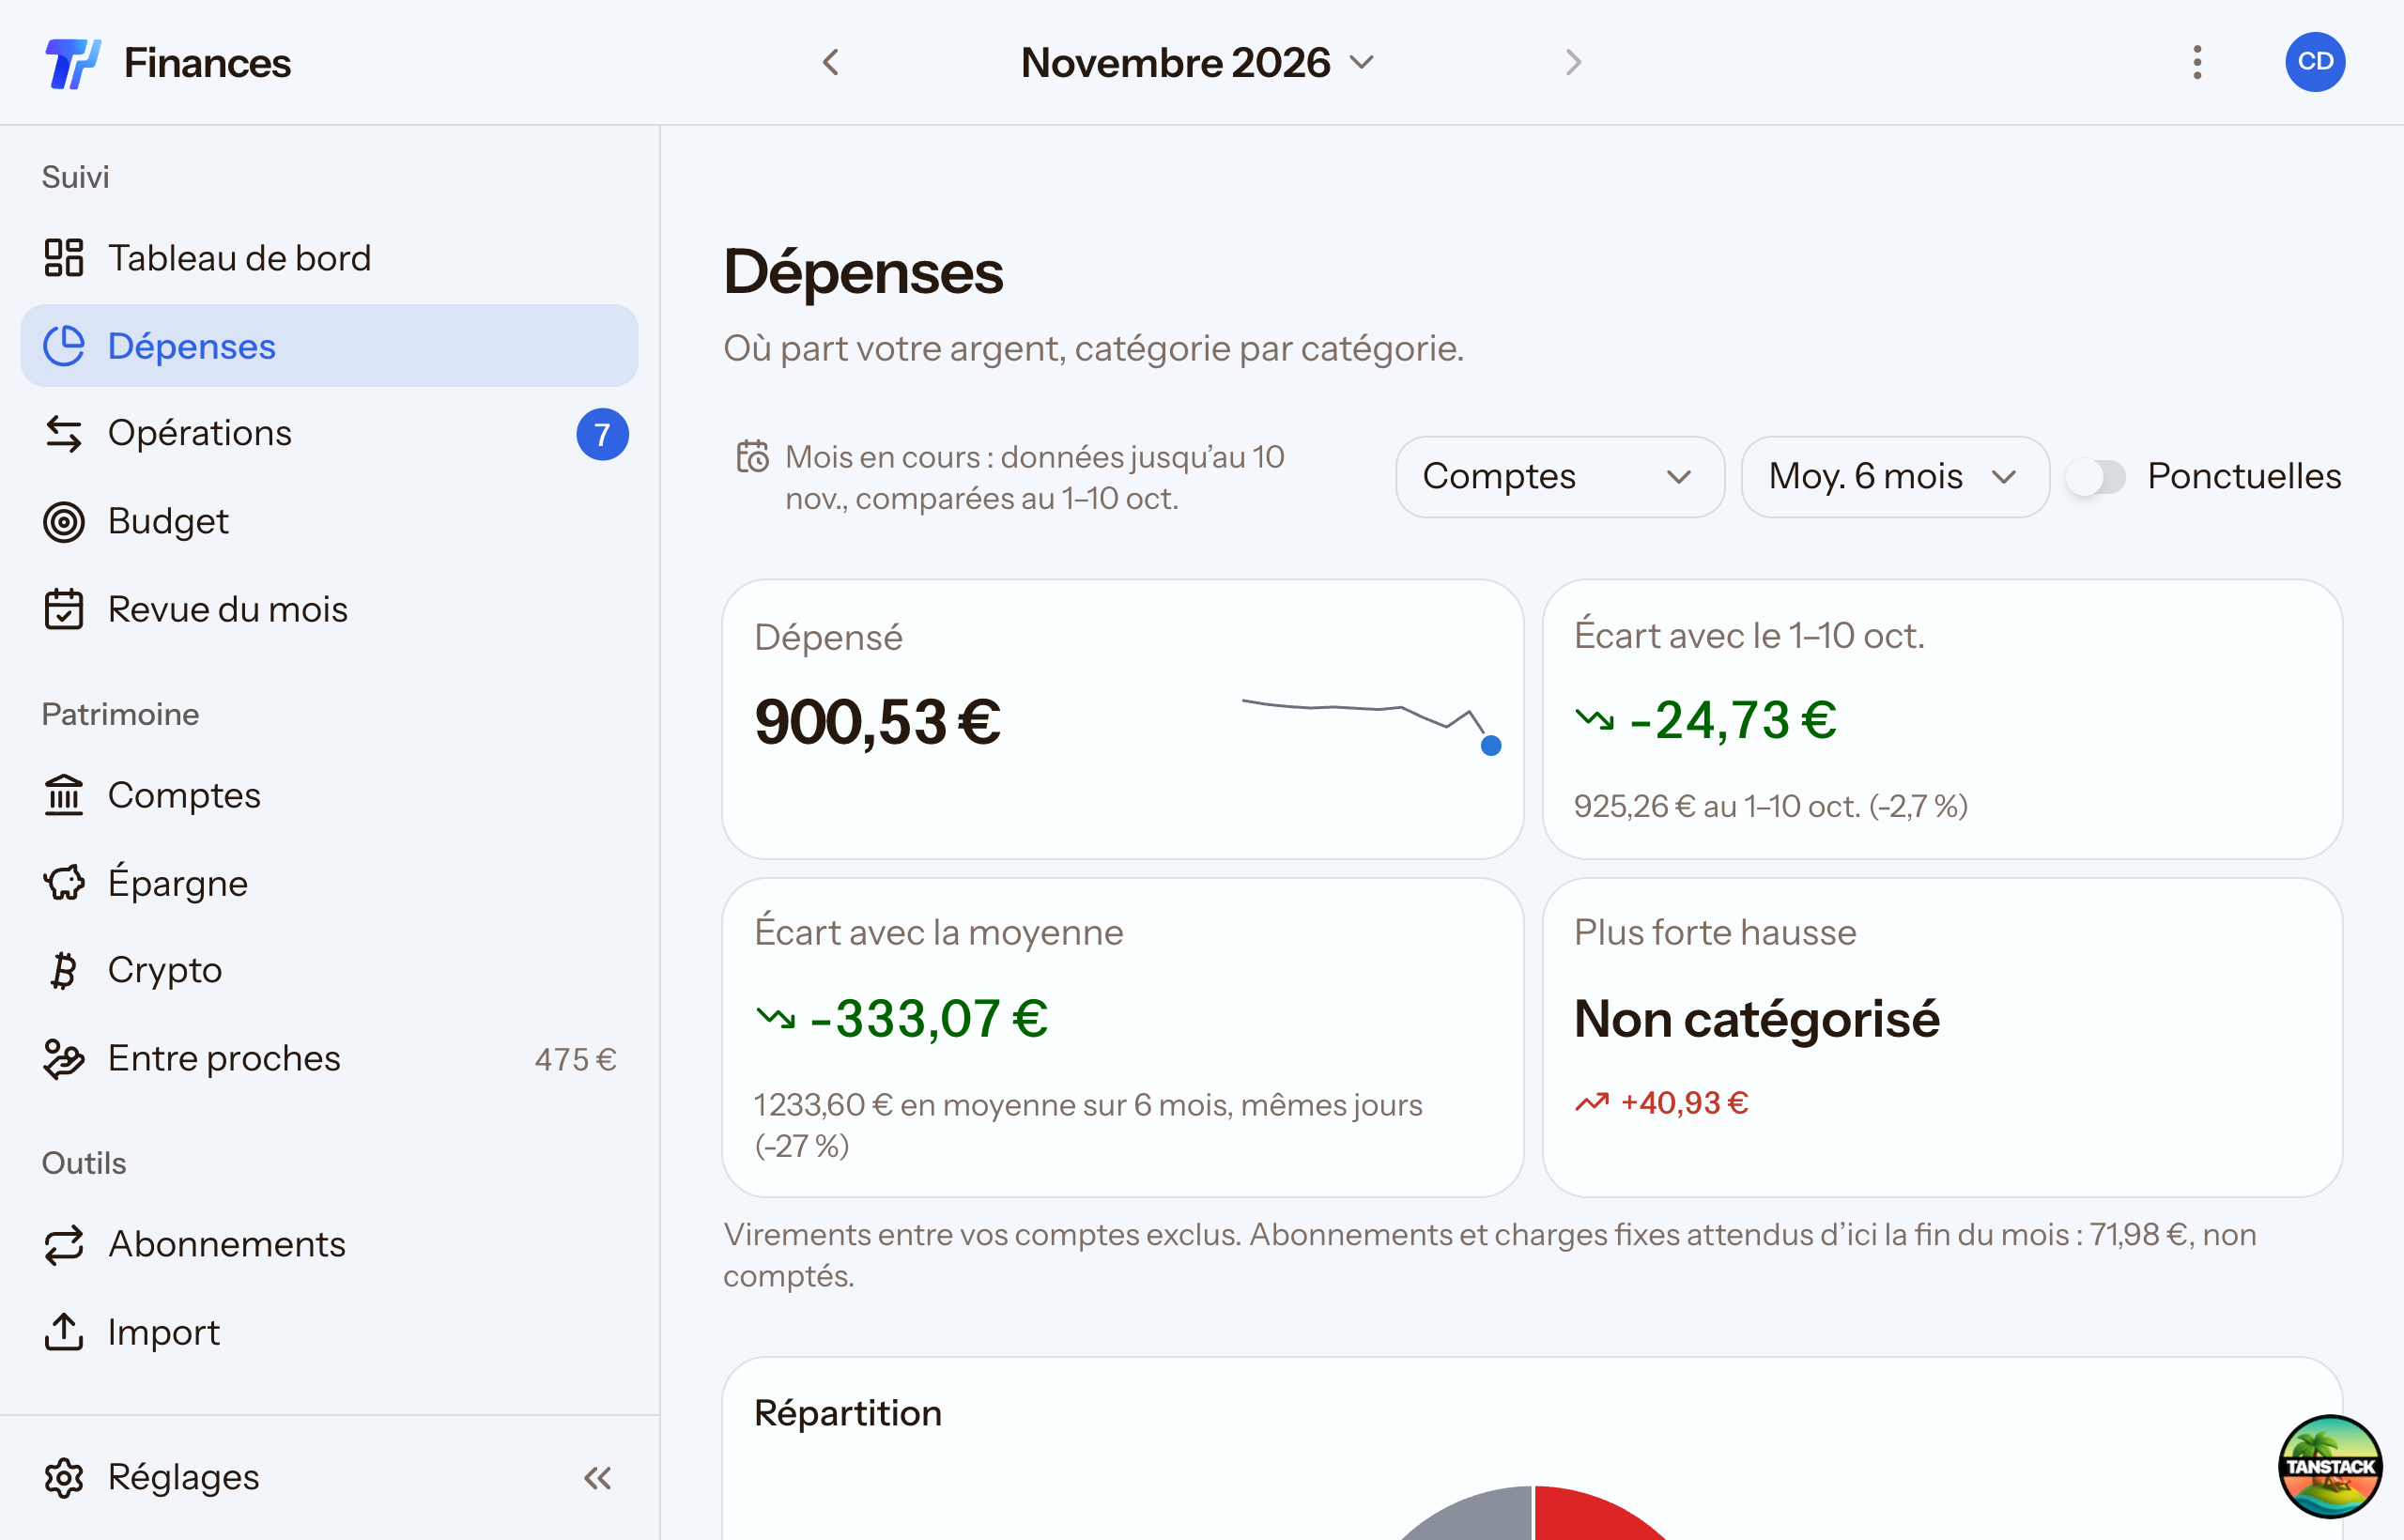 Finances
Novembre 2026
CD
Suivi
Tableau de bord
Dépenses
Opérations
7
Budget
Revue du mois
Patrimoine
Comptes
Épargne
Crypto
Entre proches
475 €
Outils
Abonnements
Import
Réglages
Dépenses
Où part votre argent, catégorie par catégorie.
Mois en cours : données jusqu’au 10
nov., comparées au 1–10 oct.
Comptes
Moy. 6 mois
Ponctuelles
Dépensé
900,53 €
Écart avec le 1–10 oct.
-24,73 €
925,26 € au 1–10 oct. (-2,7 %)
Écart avec la moyenne
-333,07 €
1 233,60 € en moyenne sur 6 mois, mêmes jours
(-27 %)
Plus forte hausse
Non catégorisé
+40,93 €
Virements entre vos comptes exclus. Abonnements et charges fixes attendus d’ici la fin du mois : 71,98 €, non
comptés.
Répartition
TANSTACK